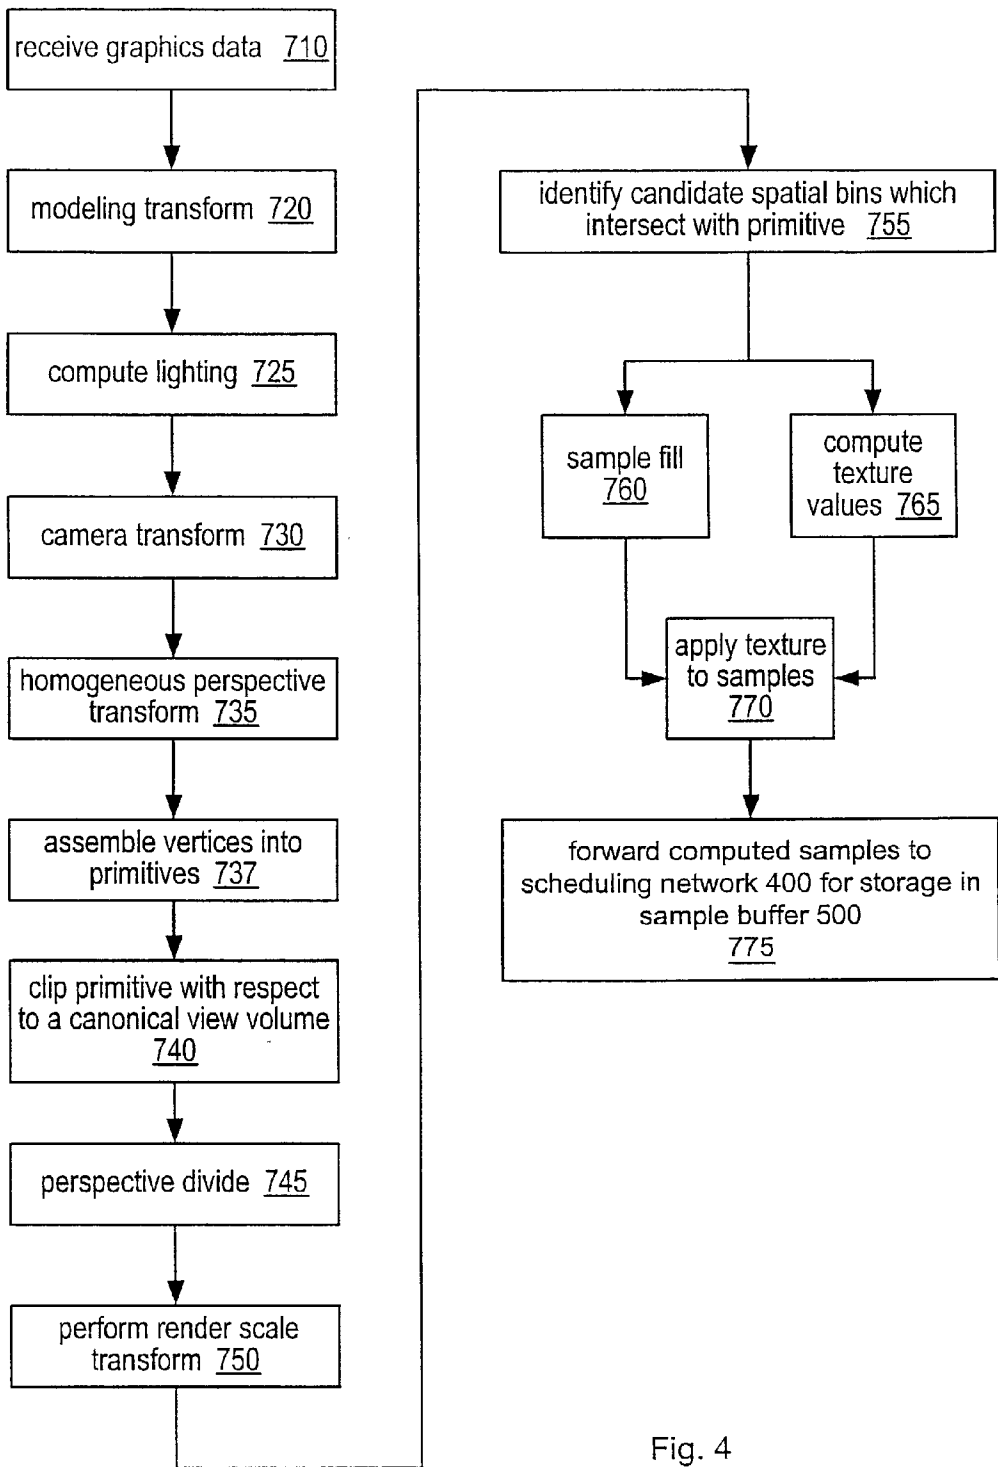 receive graphics data 710
modeling transform 720
compute lighting 725
camera transform 730
homogeneous perspective
transform 735
assemble vertices into
primitives 737
clip primitive with respect
to a canonical view volume
740
perspective divide 745
perform render scale
transform 750
identify candidate spatial bins which
intersect with primitive 755
sample fill
760
compute
texture
values 765
apply texture
to samples
770
forward computed samples to
scheduling network 400 for storage in
sample buffer 500
775
Fig. 4